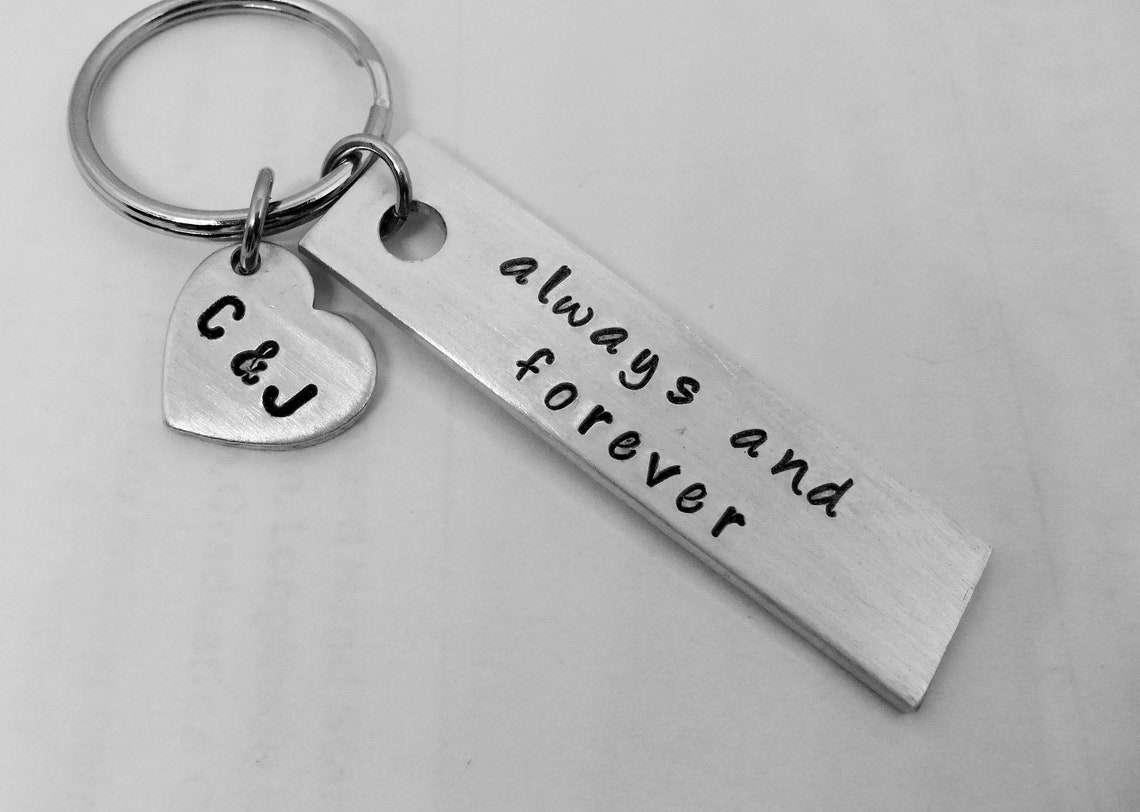 C & J
always and
forever